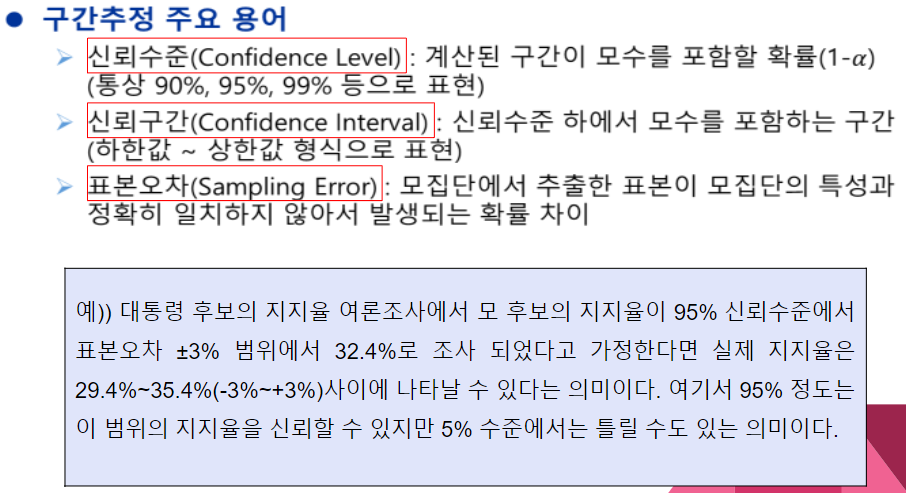 ● 구간추정 주요 용어
➢ 신뢰수준(Confidence Level) : 계산된 구간이 모수를 포함할 확률(1-𝛼)
(통상 90%, 95%, 99% 등으로 표현)
➢ 신뢰구간(Confidence Interval) : 신뢰수준 하에서 모수를 포함하는 구간
(하한값 ~ 상한값 형식으로 표현)
➢ 표본오차(Sampling Error) : 모집단에서 추출한 표본이 모집단의 특성과
정확히 일치하지 않아서 발생되는 확률 차이
예)) 대통령 후보의 지지율 여론조사에서 모 후보의 지지율이 95% 신뢰수준에서
표본오차 ±3% 범위에서 32.4%로 조사 되었다고 가정한다면 실제 지지율은
29.4%~35.4%(-3%~+3%)사이에 나타날 수 있다는 의미이다. 여기서 95% 정도는
이 범위의 지지율을 신뢰할 수 있지만 5% 수준에서는 틀릴 수도 있는 의미이다.